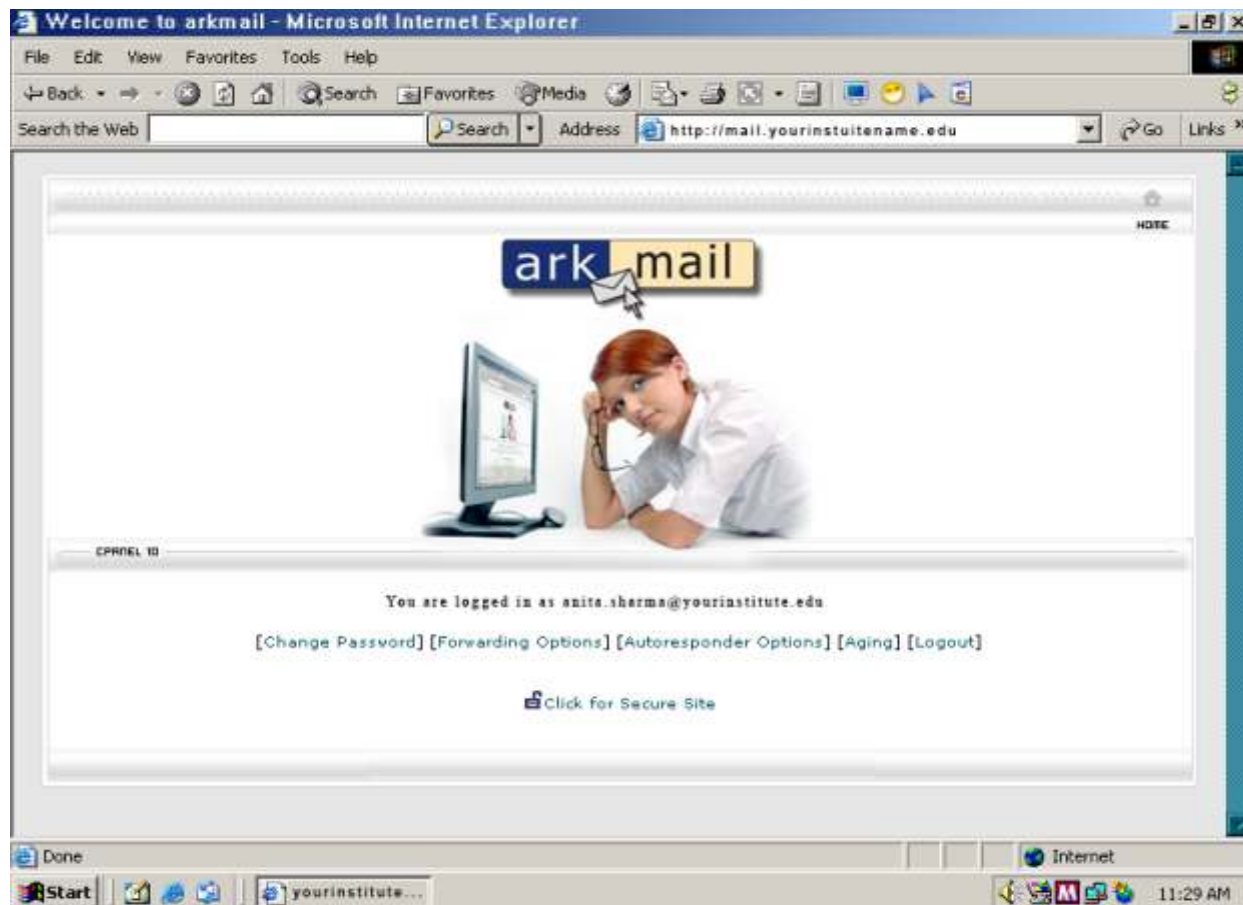 Welcome to arkmail - Microsoft Internet Explorer
File Edit View Favorites Tools Help
Back Search Favorites Media
Search the Web Search Address http://mail.yourinstuitename.edu Go Links »
HOME
ark mail
CPANEL 10
You are logged in as anita.sharma@yourinstitute.edu
[Change Password] [Forwarding Options] [Autoresponder Options] [Aging] [Logout]
Click for Secure Site
Done Internet
Start yourinstitute... 11:29 AM